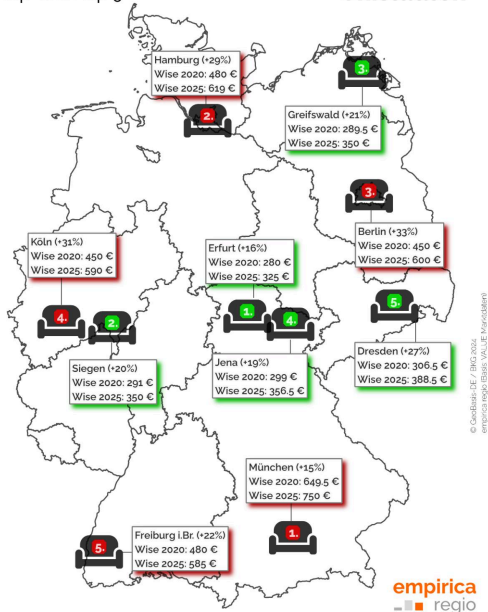 Hamburg (+29%)
Wise 2020: 480 €
Wise 2025: 619 €
2.
3.
Greifswald (+21%)
Wise 2020: 289.5 €
Wise 2025: 350 €
3.
Berlin (+33%)
Wise 2020: 450 €
Wise 2025: 600 €
Köln (+31%)
Wise 2020: 450 €
Wise 2025: 590 €
4.
Erfurt (+16%)
Wise 2020: 280 €
Wise 2025: 325 €
1.
2.
Siegen (+20%)
Wise 2020: 291 €
Wise 2025: 350 €
4.
Jena (+19%)
Wise 2020: 299 €
Wise 2025: 356.5 €
5.
Dresden (+27%)
Wise 2020: 306.5 €
Wise 2025: 388.5 €
© GeoBasis-DE / BKG 2024
empirica regio (Basis: VALUE Marktdaten)
München (+15%)
Wise 2020: 649.5 €
Wise 2025: 750 €
1.
5.
Freiburg i.Br. (+22%)
Wise 2020: 480 €
Wise 2025: 585 €
empirica
regio